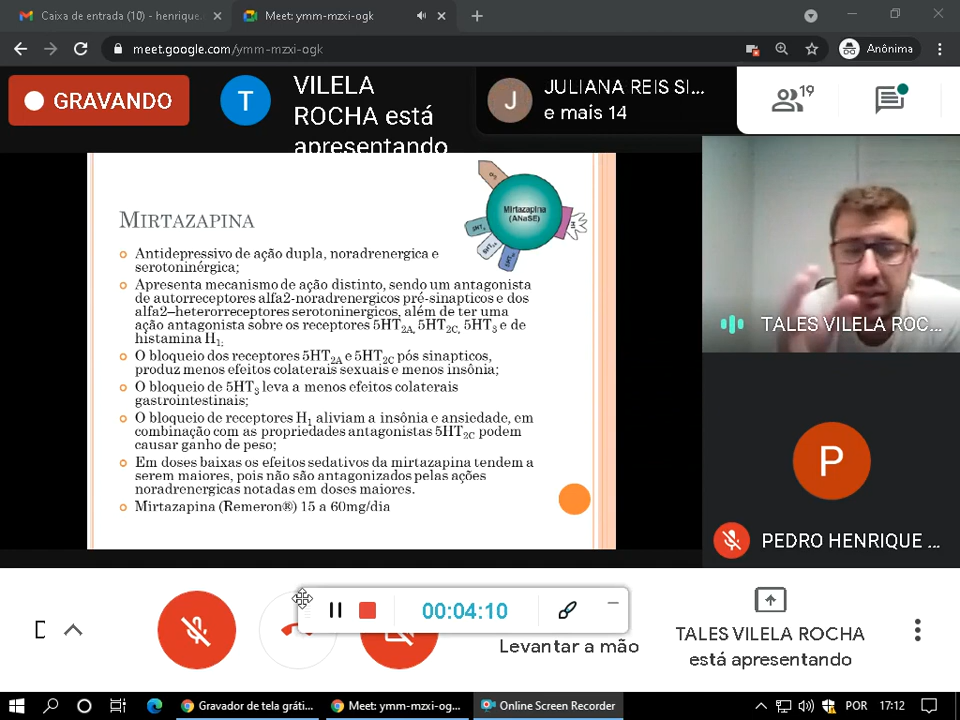 Caixa de entrada (10) - henrique.
Meet: ymm-mzxi-ogk
meet.google.com/ymm-mzxi-ogk
Anônima
GRAVANDO
T
VILELA
ROCHA está
apresentando
J
JULIANA REIS SI...
e mais 14
19
MIRTAZAPINA
Mirtazapina
(ANaSE)
Antidepressivo de ação dupla, noradrenergica e
serotoninérgica;
Apresenta mecanismo de ação distinto, sendo um antagonista
de autorreceptores alfa2-noradrenergicos pré-sinapticos e dos
alfa2–heterorreceptores serotoninergicos, além de ter uma
ação antagonista sobre os receptores 5HT2A, 5HT2C, 5HT3 e de
histamina H1.
O bloqueio dos receptores 5HT2A e 5HT2C pós sinapticos,
produz menos efeitos colaterais sexuais e menos insônia;
O bloqueio de 5HT3 leva a menos efeitos colaterais
gastrointestinais;
O bloqueio de receptores H1 aliviam a insônia e ansiedade, em
combinação com as propriedades antagonistas 5HT2C podem
causar ganho de peso;
Em doses baixas os efeitos sedativos da mirtazapina tendem a
serem maiores, pois não são antagonizados pelas ações
noradrenergicas notadas em doses maiores.
Mirtazapina (Remeron®) 15 a 60mg/dia
TALES VILELA ROC...
P
PEDRO HENRIQUE ...
00:04:10
Levantar a mão
TALES VILELA ROCHA
está apresentando
Gravador de tela gráti...
Meet: ymm-mzxi-og...
Online Screen Recorder
POR
17:12